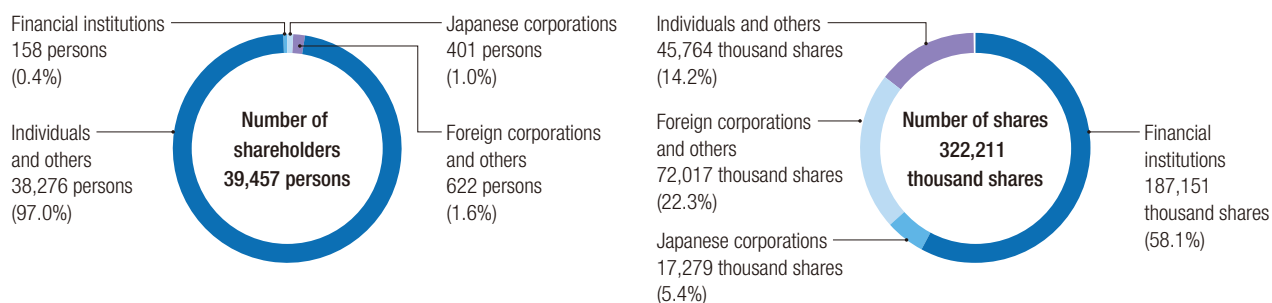 Financial institutions
158 persons
(0.4%)
Japanese corporations
401 persons
(1.0%)
Individuals
and others
38,276 persons
(97.0%)
Number of
shareholders
39,457 persons
Foreign corporations
and others
622 persons
(1.6%)
Individuals and others
45,764 thousand shares
(14.2%)
Foreign corporations
and others
72,017 thousand shares
(22.3%)
Japanese corporations
17,279 thousand shares
(5.4%)
Number of shares
322,211
thousand shares
Financial
institutions
187,151
thousand shares
(58.1%)